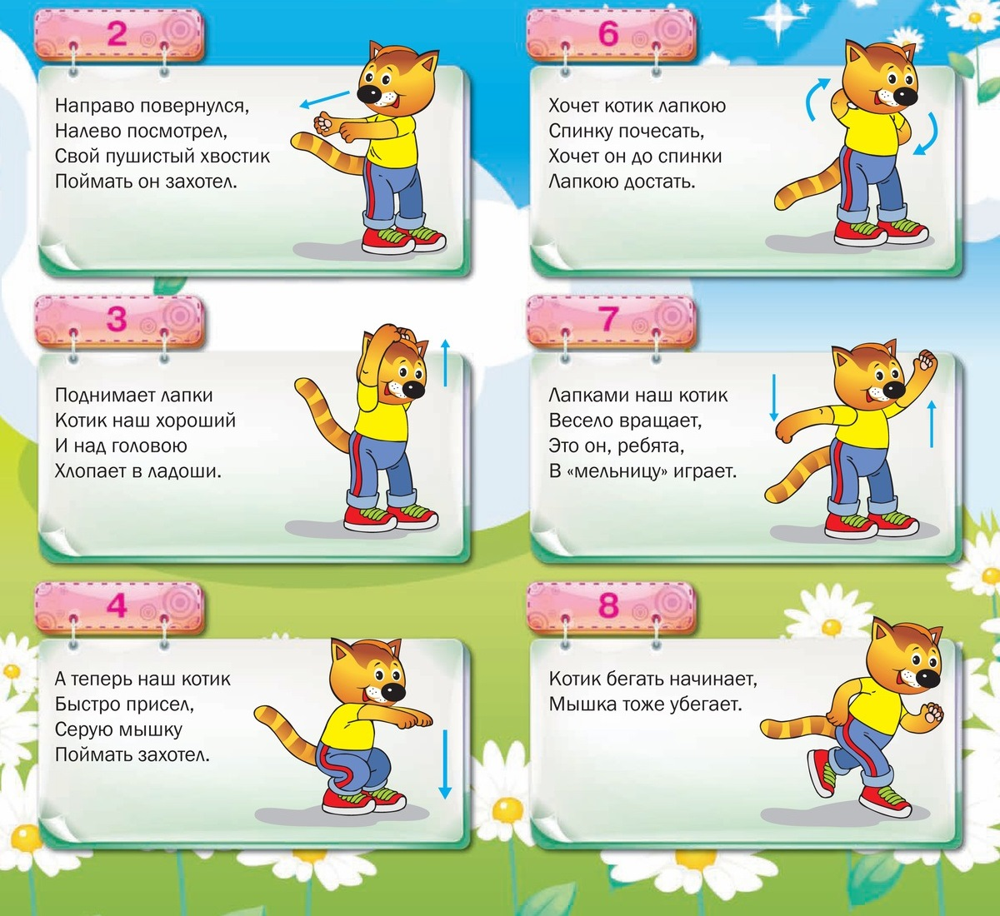 2
Направо повернулся,
Налево посмотрел,
Свой пушистый хвостик
Поймать он захотел.
3
Поднимает лапки
Котик наш хороший
И над головою
Хлопает в ладоши.
4
А теперь наш котик
Быстро присел,
Серую мышку
Поймать захотел.
6
Хочет котик лапкою
Спинку почесать,
Хочет он до спинки
Лапкою достать.
7
Лапками наш котик
Весело вращает,
Это он, ребята,
В «мельницу» играет.
8
Котик бегать начинает,
Мышка тоже убегает.